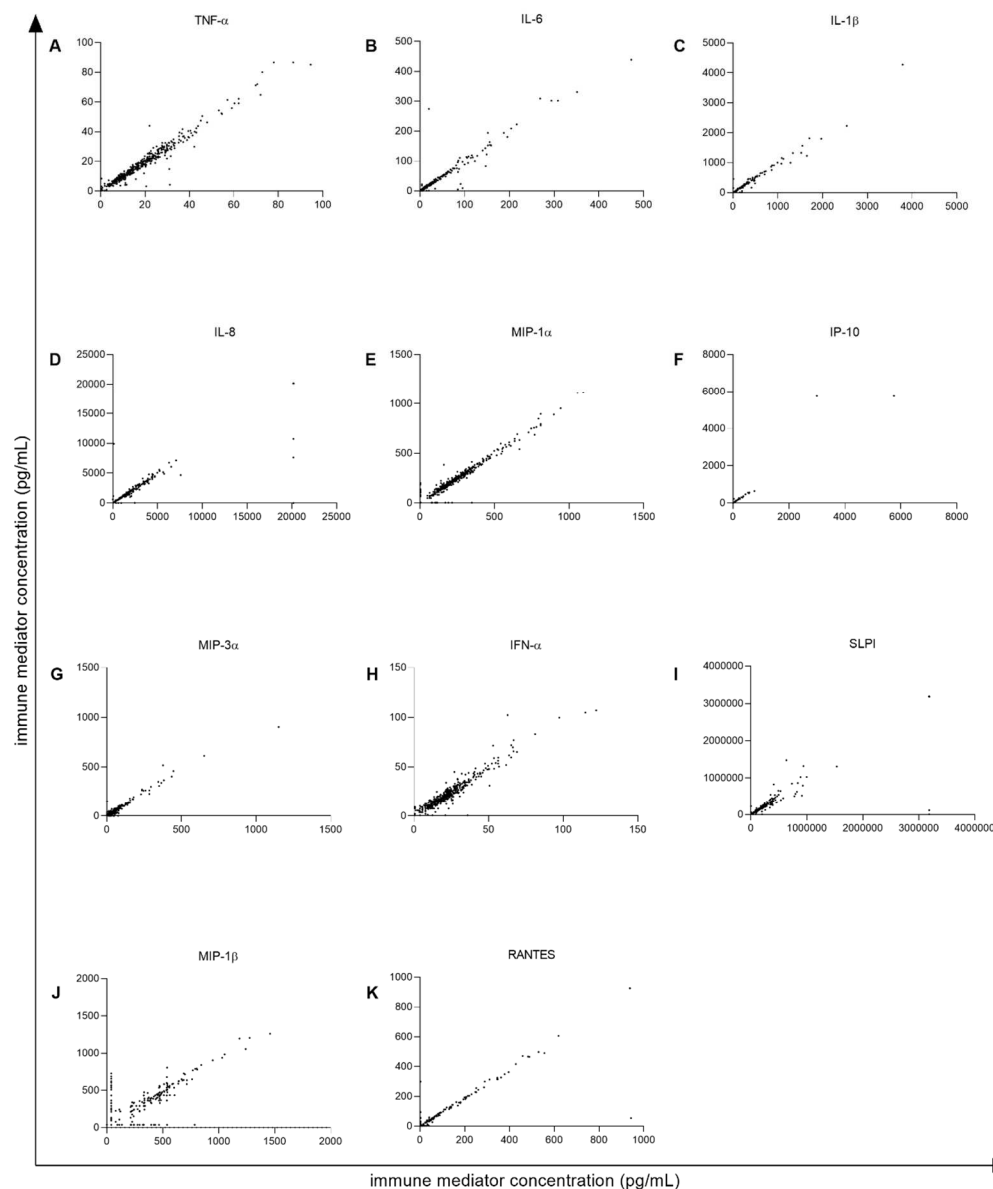 TNF-α
IL-6
IL-1β
A
B
C
100
80
60
40
20
0
0 20 40 60 80 100
500
400
300
200
100
0
0 100 200 300 400 500
5000
4000
3000
2000
1000
0
0 1000 2000 3000 4000 5000
IL-8
MIP-1α
IP-10
D
E
F
25000
20000
15000
10000
5000
0
0 5000 10000 15000 20000 25000
1500
1000
500
0
0 500 1000 1500
8000
6000
4000
2000
0
0 2000 4000 6000 8000
MIP-3α
IFN-α
SLPI
G
H
I
1500
1000
500
0
0 500 1000 1500
150
100
50
0
0 50 100 150
4000000
3000000
2000000
1000000
0
0 1000000 2000000 3000000 4000000
MIP-1β
RANTES
J
K
2000
1500
1000
500
0
0 500 1000 1500 2000
1000
800
600
400
200
0
0 200 400 600 800 1000
immune mediator concentration (pg/mL)
immune mediator concentration (pg/mL)